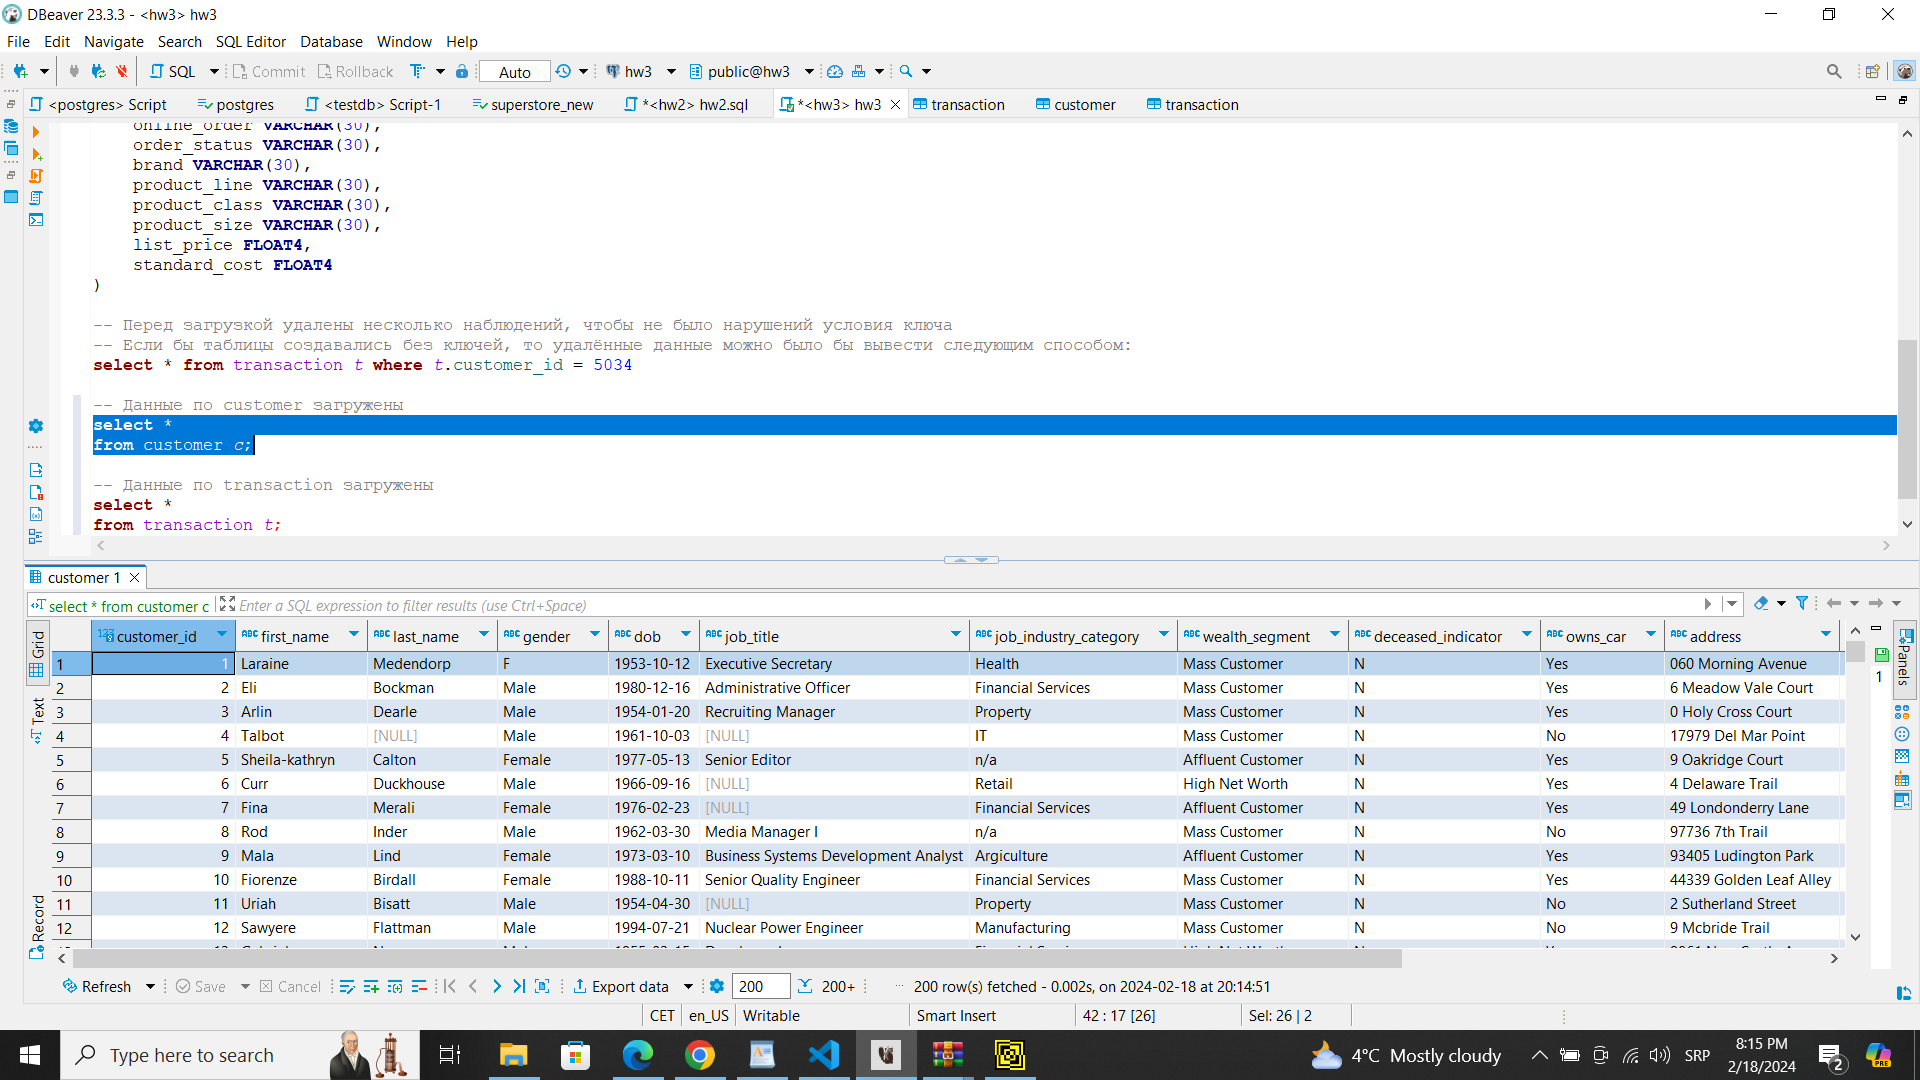 DBeaver 23.3.3 - <hw3> hw3
File Edit Navigate Search SQL Editor Database Window Help
SQL Commit Rollback Auto hw3 public@hw3
<postgres> Script postgres <testdb> Script-1 superstore_new *<hw2> hw2.sql *<hw3> hw3 transaction customer transaction
online_order VARCHAR(30),
order_status VARCHAR(30),
brand VARCHAR(30),
product_line VARCHAR(30),
product_class VARCHAR(30),
product_size VARCHAR(30),
list_price FLOAT4,
standard_cost FLOAT4
)
-- Перед загрузкой удалены несколько наблюдений, чтобы не было нарушений условия ключа
-- Если бы таблицы создавались без ключей, то удалённые данные можно было бы вывести следующим способом:
select * from transaction t where t.customer_id = 5034
-- Данные по customer загружены
select *
from customer c;
-- Данные по transaction загружены
select *
from transaction t;
customer 1
select * from customer c Enter a SQL expression to filter results (use Ctrl+Space)
Grid
Text
Record
Panels
customer_id first_name last_name gender dob job_title job_industry_category wealth_segment deceased_indicator owns_car address
1 1 Laraine Medendorp F 1953-10-12 Executive Secretary Health Mass Customer N Yes 060 Morning Avenue
2 2 Eli Bockman Male 1980-12-16 Administrative Officer Financial Services Mass Customer N Yes 6 Meadow Vale Court
3 3 Arlin Dearle Male 1954-01-20 Recruiting Manager Property Mass Customer N Yes 0 Holy Cross Court
4 4 Talbot [NULL] Male 1961-10-03 [NULL] IT Mass Customer N No 17979 Del Mar Point
5 5 Sheila-kathryn Calton Female 1977-05-13 Senior Editor n/a Affluent Customer N Yes 9 Oakridge Court
6 6 Curr Duckhouse Male 1966-09-16 [NULL] Retail High Net Worth N Yes 4 Delaware Trail
7 7 Fina Merali Female 1976-02-23 [NULL] Financial Services Affluent Customer N Yes 49 Londonderry Lane
8 8 Rod Inder Male 1962-03-30 Media Manager I n/a Mass Customer N No 97736 7th Trail
9 9 Mala Lind Female 1973-03-10 Business Systems Development Analyst Argiculture Affluent Customer N Yes 93405 Ludington Park
10 10 Fiorenze Birdall Female 1988-10-11 Senior Quality Engineer Financial Services Mass Customer N Yes 44339 Golden Leaf Alley
11 11 Uriah Bisatt Male 1954-04-30 [NULL] Property Mass Customer N No 2 Sutherland Street
12 12 Sawyere Flattman Male 1994-07-21 Nuclear Power Engineer Manufacturing Mass Customer N No 9 Mcbride Trail
1
Refresh Save Cancel Export data 200 200+ 200 row(s) fetched - 0.002s, on 2024-02-18 at 20:14:51
CET en_US Writable Smart Insert 42 : 17 [26] Sel: 26 | 2
Type here to search
4°C Mostly cloudy SRP 8:15 PM
2/18/2024
2
PRE